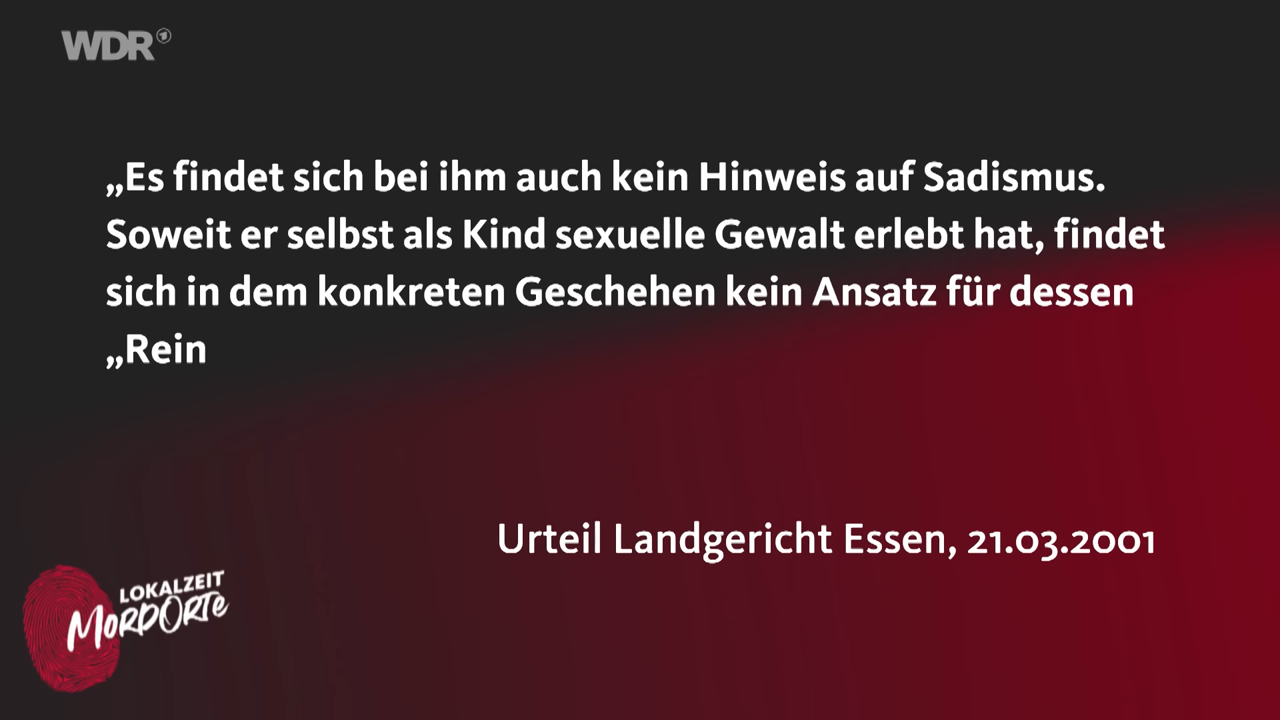 WDR
„Es findet sich bei ihm auch kein Hinweis auf Sadismus.
Soweit er selbst als Kind sexuelle Gewalt erlebt hat, findet
sich in dem konkreten Geschehen kein Ansatz für dessen
„Rein
Urteil Landgericht Essen, 21.03.2001
LOKALZEIT
MORDORTE